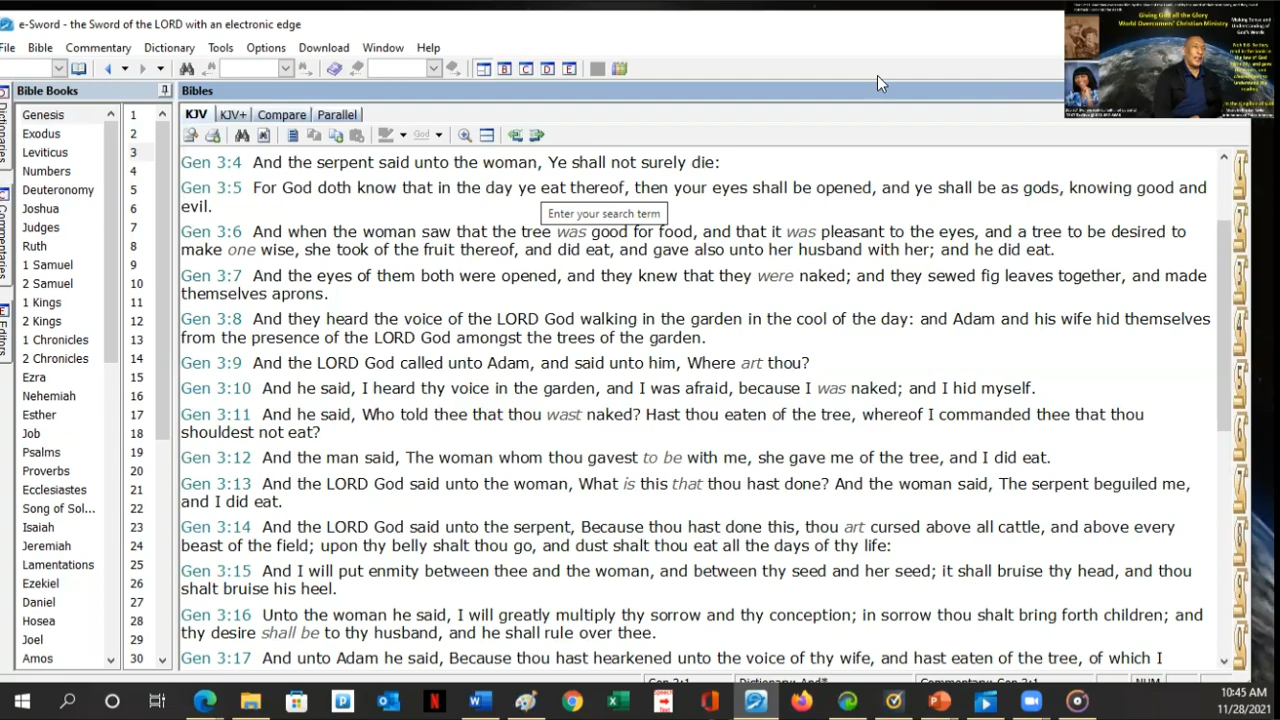 e-Sword - the Sword of the LORD with an electronic edge
File Bible Commentary Dictionary Tools Options Download Window Help
Giving God all the Glory
World Overcomers' Christian Ministry
Making Sense and
Understanding of
God's Words
Bible Books
Bibles
KJV KJV+ Compare Parallel
God
Dictionaries
Commentaries
Editors
Genesis 1
Exodus 2
Leviticus 3
Numbers 4
Deuteronomy 5
Joshua 6
Judges 7
Ruth 8
1 Samuel 9
2 Samuel 10
1 Kings 11
2 Kings 12
1 Chronicles 13
2 Chronicles 14
Ezra 15
Nehemiah 16
Esther 17
Job 18
Psalms 19
Proverbs 20
Ecclesiastes 21
Song of Sol... 22
Isaiah 23
Jeremiah 24
Lamentations 25
Ezekiel 26
Daniel 27
Hosea 28
Joel 29
Amos 30
Gen 3:4 And the serpent said unto the woman, Ye shall not surely die:
Gen 3:5 For God doth know that in the day ye eat thereof, then your eyes shall be opened, and ye shall be as gods, knowing good and
evil.
Enter your search term
Gen 3:6 And when the woman saw that the tree was good for food, and that it was pleasant to the eyes, and a tree to be desired to
make one wise, she took of the fruit thereof, and did eat, and gave also unto her husband with her; and he did eat.
Gen 3:7 And the eyes of them both were opened, and they knew that they were naked; and they sewed fig leaves together, and made
themselves aprons.
Gen 3:8 And they heard the voice of the LORD God walking in the garden in the cool of the day: and Adam and his wife hid themselves
from the presence of the LORD God amongst the trees of the garden.
Gen 3:9 And the LORD God called unto Adam, and said unto him, Where art thou?
Gen 3:10 And he said, I heard thy voice in the garden, and I was afraid, because I was naked; and I hid myself.
Gen 3:11 And he said, Who told thee that thou wast naked? Hast thou eaten of the tree, whereof I commanded thee that thou
shouldest not eat?
Gen 3:12 And the man said, The woman whom thou gavest to be with me, she gave me of the tree, and I did eat.
Gen 3:13 And the LORD God said unto the woman, What is this that thou hast done? And the woman said, The serpent beguiled me,
and I did eat.
Gen 3:14 And the LORD God said unto the serpent, Because thou hast done this, thou art cursed above all cattle, and above every
beast of the field; upon thy belly shalt thou go, and dust shalt thou eat all the days of thy life:
Gen 3:15 And I will put enmity between thee and the woman, and between thy seed and her seed; it shall bruise thy head, and thou
shalt bruise his heel.
Gen 3:16 Unto the woman he said, I will greatly multiply thy sorrow and thy conception; in sorrow thou shalt bring forth children; and
thy desire shall be to thy husband, and he shall rule over thee.
Gen 3:17 And unto Adam he said, Because thou hast hearkened unto the voice of thy wife, and hast eaten of the tree, of which I
10:45 AM
11/28/2021